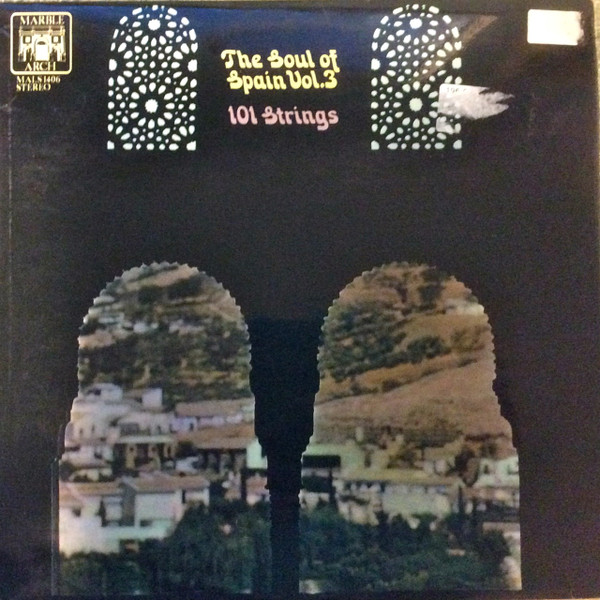 MARBLE
ARCH
MALS 1406
STEREO
The Soul of
Spain Vol.3
101 Strings